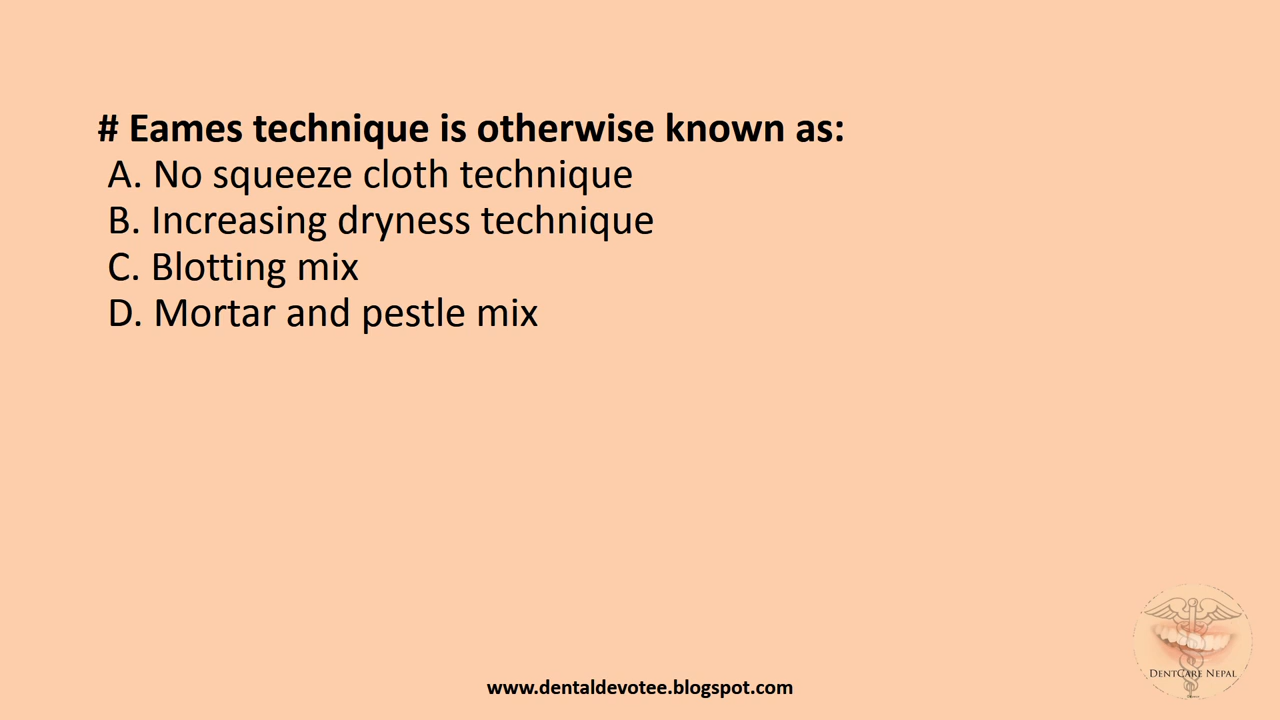 # Eames technique is otherwise known as:
A. No squeeze cloth technique
B. Increasing dryness technique
C. Blotting mix
D. Mortar and pestle mix
DentCare Nepal
www.dentaldevotee.blogspot.com